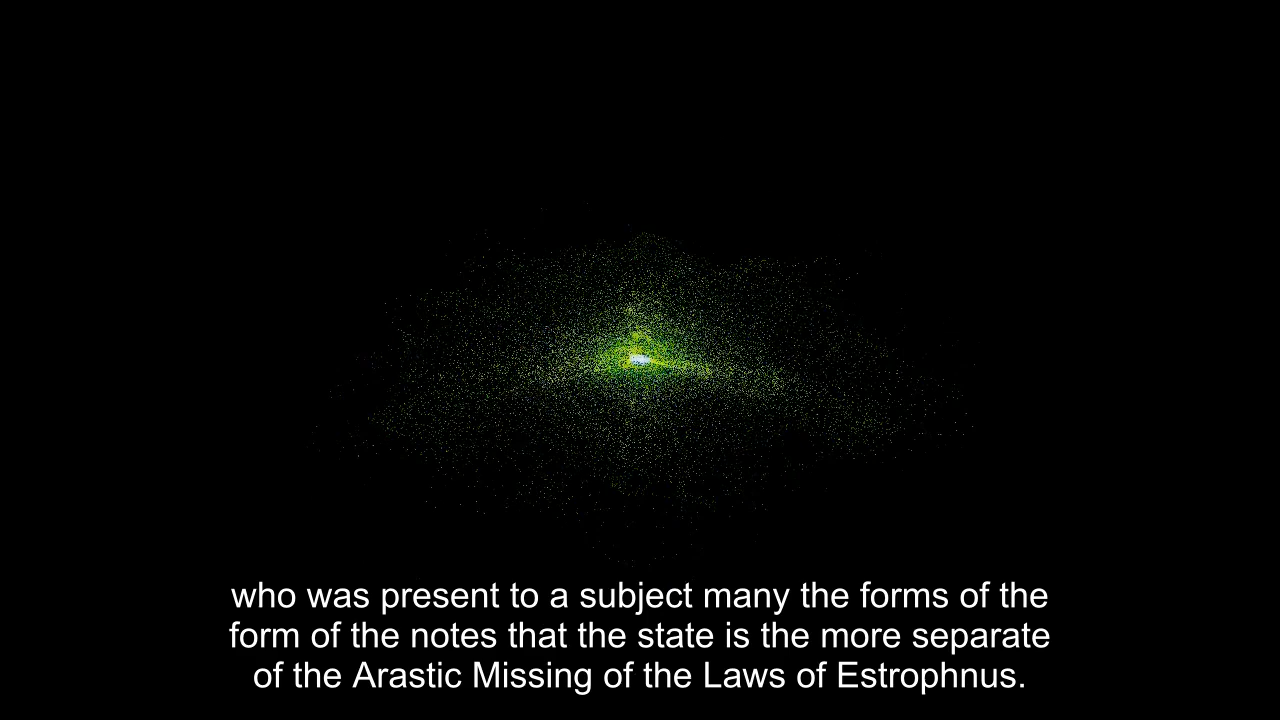 who was present to a subject many the forms of the
form of the notes that the state is the more separate
of the Arastic Missing of the Laws of Estrophnus.